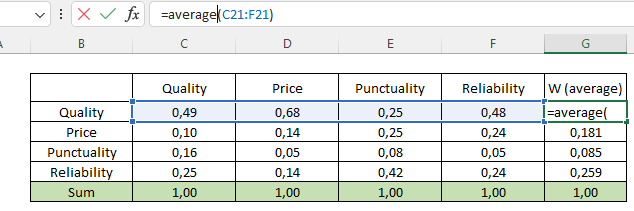 fx =average(C21:F21)
A B C D E F G
Quality Price Punctuality Reliability W (average)
Quality 0,49 0,68 0,25 0,48 =average(
Price 0,10 0,14 0,25 0,24 0,181
Punctuality 0,16 0,05 0,08 0,05 0,085
Reliability 0,25 0,14 0,42 0,24 0,259
Sum 1,00 1,00 1,00 1,00 1,00